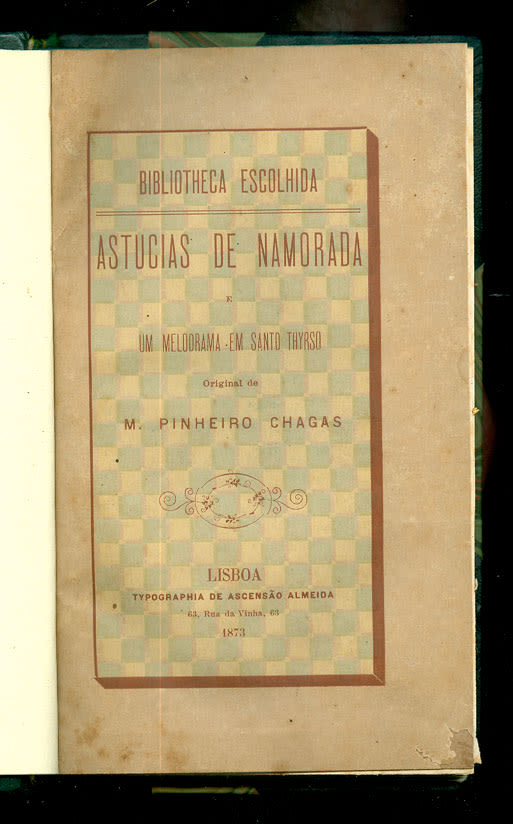 BIBLIOTHECA ESCOLHIDA
ASTUCIAS DE NAMORADA
E
UM MELODRAMA EM SANTO THYRSO
Original de
M. PINHEIRO CHAGAS
LISBOA
TYPOGRAPHIA DE ASCENSÃO ALMEIDA
63, Rua da Vinha, 63
1873